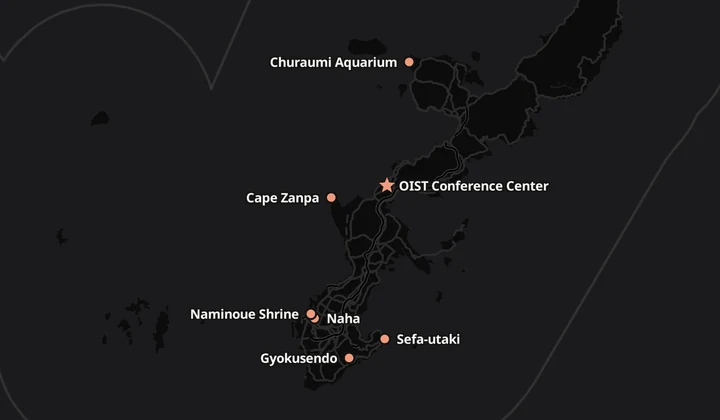 Churaumi Aquarium
OIST Conference Center
Cape Zanpa
Naminoue Shrine
Naha
Sefa-utaki
Gyokusendo